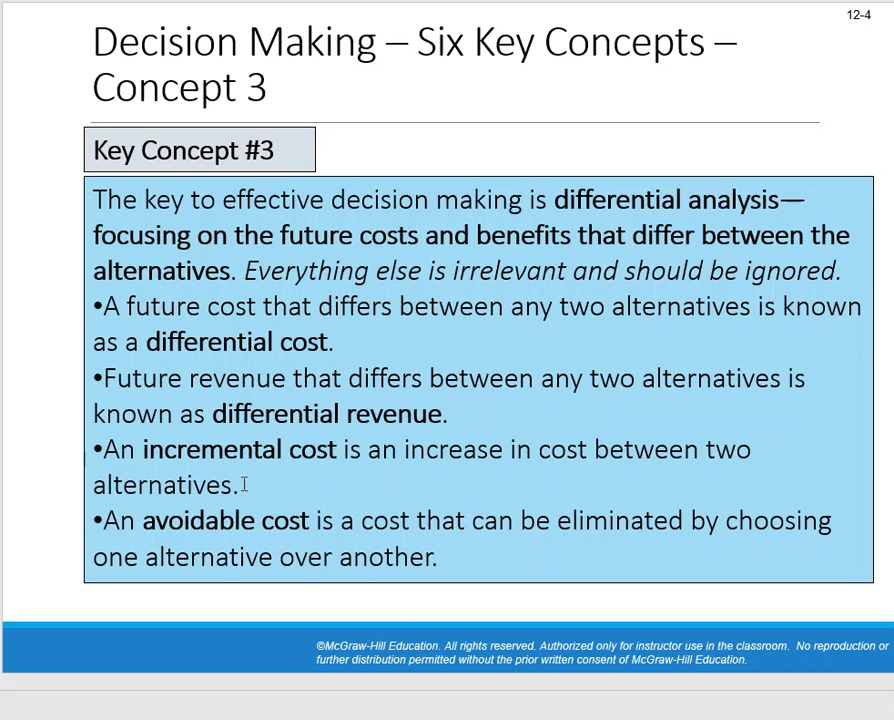 12-4
Decision Making – Six Key Concepts –
Concept 3
Key Concept #3
The key to effective decision making is differential analysis—
focusing on the future costs and benefits that differ between the
alternatives. Everything else is irrelevant and should be ignored.
•A future cost that differs between any two alternatives is known
as a differential cost.
•Future revenue that differs between any two alternatives is
known as differential revenue.
•An incremental cost is an increase in cost between two
alternatives.
•An avoidable cost is a cost that can be eliminated by choosing
one alternative over another.
©McGraw-Hill Education. All rights reserved. Authorized only for instructor use in the classroom. No reproduction or
further distribution permitted without the prior written consent of McGraw-Hill Education.